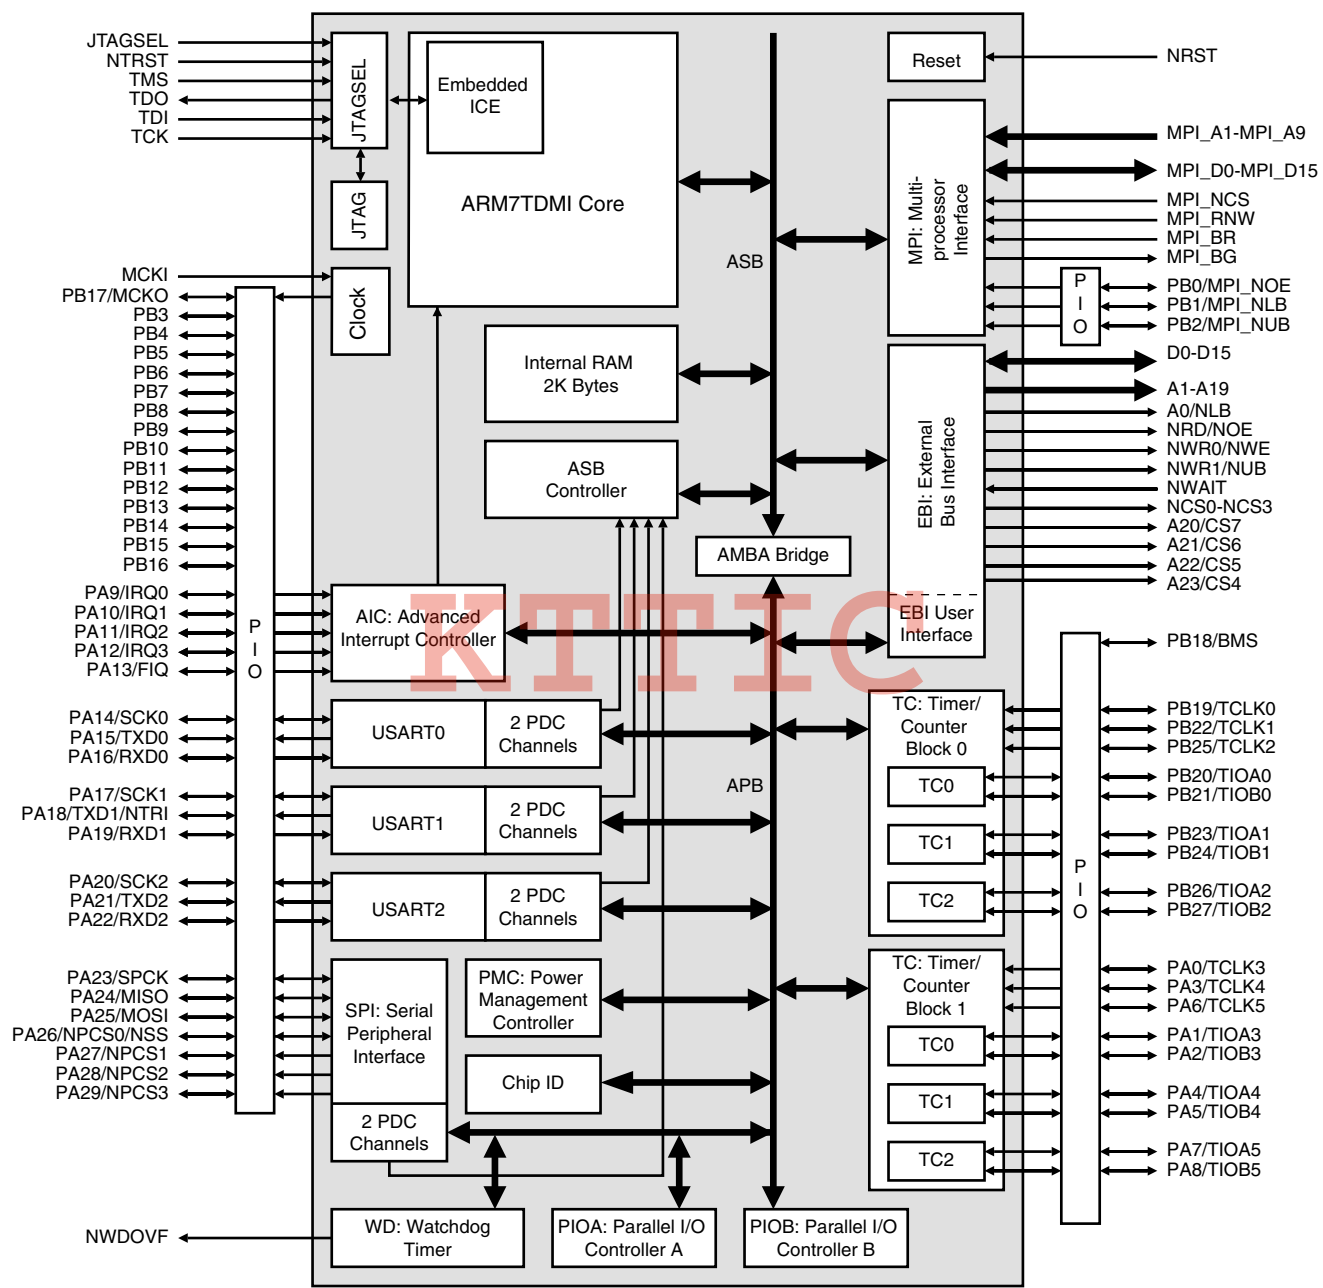 JTAGSEL
NTRST
TMS
TDO
TDI
TCK
JTAGSEL
JTAG
Embedded
ICE
ARM7TDMI Core
Reset
NRST
MPI: Multi-
processor
Interface
MPI_A1-MPI_A9
MPI_D0-MPI_D15
MPI_NCS
MPI_RNW
MPI_BR
MPI_BG
P
I
O
PB0/MPI_NOE
PB1/MPI_NLB
PB2/MPI_NUB
ASB
MCKI
PB17/MCKO
Clock
PB3
PB4
PB5
PB6
PB7
PB8
PB9
PB10
PB11
PB12
PB13
PB14
PB15
PB16
PA9/IRQ0
PA10/IRQ1
PA11/IRQ2
PA12/IRQ3
PA13/FIQ
P
I
O
Internal RAM
2K Bytes
ASB
Controller
AMBA Bridge
EBI: External
Bus Interface
EBI User
Interface
D0-D15
A1-A19
A0/NLB
NRD/NOE
NWR0/NWE
NWR1/NUB
NWAIT
NCS0-NCS3
A20/CS7
A21/CS6
A22/CS5
A23/CS4
AIC: Advanced
Interrupt Controller
KTTIC
PA14/SCK0
PA15/TXD0
PA16/RXD0
USART0
2 PDC
Channels
PA17/SCK1
PA18/TXD1/NTRI
PA19/RXD1
USART1
2 PDC
Channels
PA20/SCK2
PA21/TXD2
PA22/RXD2
USART2
2 PDC
Channels
APB
TC: Timer/
Counter
Block 0
TC0
TC1
TC2
PB18/BMS
PB19/TCLK0
PB22/TCLK1
PB25/TCLK2
PB20/TIOA0
PB21/TIOB0
PB23/TIOA1
PB24/TIOB1
PB26/TIOA2
PB27/TIOB2
P
I
O
PA23/SPCK
PA24/MISO
PA25/MOSI
PA26/NPCS0/NSS
PA27/NPCS1
PA28/NPCS2
PA29/NPCS3
SPI: Serial
Peripheral
Interface
2 PDC
Channels
PMC: Power
Management
Controller
Chip ID
TC: Timer/
Counter
Block 1
TC0
TC1
TC2
PA0/TCLK3
PA3/TCLK4
PA6/TCLK5
PA1/TIOA3
PA2/TIOB3
PA4/TIOA4
PA5/TIOB4
PA7/TIOA5
PA8/TIOB5
NWDOVF
WD: Watchdog
Timer
PIOA: Parallel I/O
Controller A
PIOB: Parallel I/O
Controller B